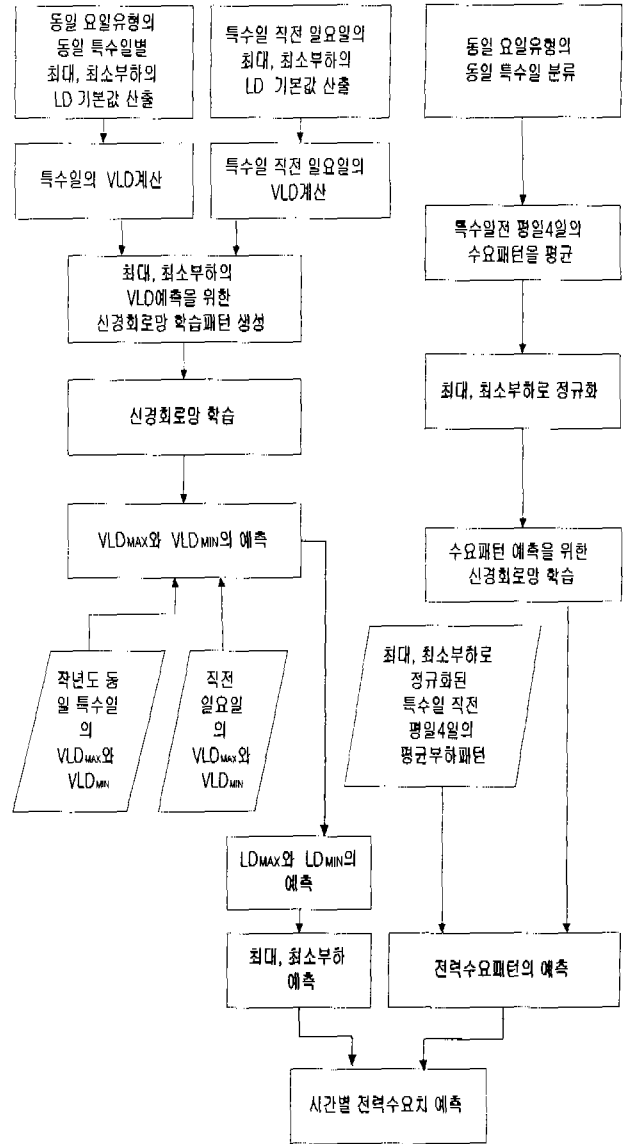 동일 요일유형의
동일 특수일별
최대, 최소부하의
LD 기본값 산출
특수일 직전 일요일의
최대, 최소부하의
LD 기본값 산출
동일 요일유형의
동일 특수일 분류
특수일의 VLD계산
특수일 직전 일요일의
VLD계산
특수일전 평일4일의
수요패턴을 평균
최대, 최소부하의
VLD예측을 위한
신경회로망 학습패턴 생성
최대, 최소부하로 정규화
신경회로망 학습
VLDMAX와 VLDMIN의 예측
수요패턴 예측을 위한
신경회로망 학습
작년도 동
일 특수일
의
VLDMAX와
VLDMIN
직전
일요일
의
VLDMAX와
VLDMIN
최대, 최소부하로
정규화된
특수일 직전
평일4일의
평균부하패턴
LDMAX와 LDMIN의
예측
최대, 최소부하
예측
전력수요패턴의 예측
시간별 전력수요치 예측